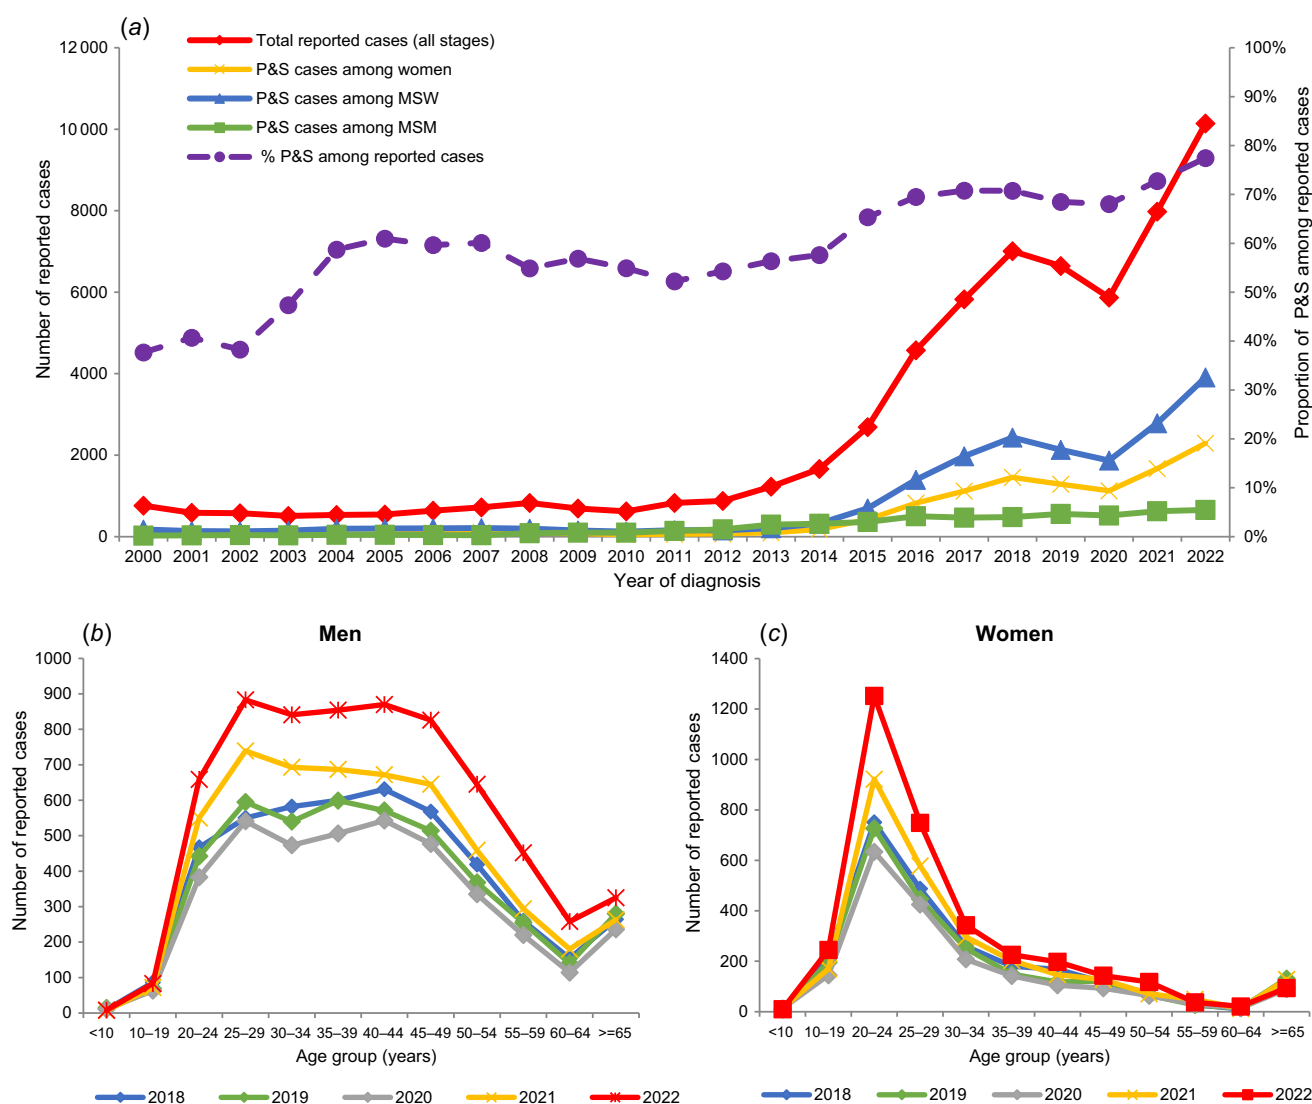 (a)
Total reported cases (all stages)
P&S cases among women
P&S cases among MSW
P&S cases among MSM
% P&S among reported cases
12 000
10 000
8000
6000
4000
2000
0
Number of reported cases
100%
90%
80%
70%
60%
50%
40%
30%
20%
10%
0%
Proportion of P&S among reported cases
2000 2001 2002 2003 2004 2005 2006 2007 2008 2009 2010 2011 2012 2013 2014 2015 2016 2017 2018 2019 2020 2021 2022
Year of diagnosis
(b)
Men
1000
900
800
700
600
500
400
300
200
100
0
Number of reported cases
<10 10–19 20–24 25–29 30–34 35–39 40–44 45–49 50–54 55–59 60–64 >=65
Age group (years)
2018 2019 2020 2021 2022
(c)
Women
1400
1200
1000
800
600
400
200
0
Number of reported cases
<10 10–19 20–24 25–29 30–34 35–39 40–44 45–49 50–54 55–59 60–64 >=65
Age group (years)
2018 2019 2020 2021 2022